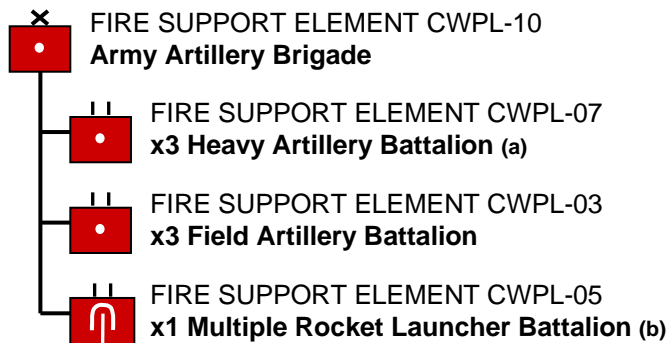 FIRE SUPPORT ELEMENT CWPL-10
Army Artillery Brigade
FIRE SUPPORT ELEMENT CWPL-07
x3 Heavy Artillery Battalion (a)
FIRE SUPPORT ELEMENT CWPL-03
x3 Field Artillery Battalion
FIRE SUPPORT ELEMENT CWPL-05
x1 Multiple Rocket Launcher Battalion (b)